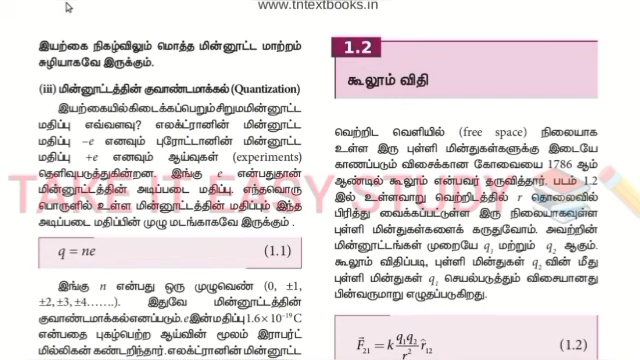 www.tntextbooks.in
இயற்கை நிகழ்விலும் மொத்த மின்னூட்ட மாற்றம்
சுழியாகவே இருக்கும்.
(iii) மின்னூட்டத்தின் குவாண்டமாக்கல் (Quantization)
இயற்கையில் கிடைக்கப்பெறும் சிறும மின்னூட்ட
மதிப்பு எவ்வளவு? எலக்ட்ரானின் மின்னூட்ட
மதிப்பு –e எனவும் புரோட்டானின் மின்னூட்ட
மதிப்பு +e எனவும் ஆய்வுகள் (experiments)
தெளிவுபடுத்துகின்றன. இங்கு e என்பதுதான்
மின்னூட்டத்தின் அடிப்படை மதிப்பு. எந்தவொரு
பொருளில் உள்ள மின்னூட்டத்தின் மதிப்பும் இந்த
அடிப்படை மதிப்பின் முழு மடங்காகவே இருக்கும் .
q = ne (1.1)
இங்கு n என்பது ஒரு முழுவெண் (0, ±1,
±2, ±3, ±4…….). இதுவே மின்னூட்டத்தின்
குவாண்டமாக்கல் எனப்படும். e இன் மதிப்பு 1.6 × 10⁻¹⁹ C
என்பதை புகழ்பெற்ற ஆய்வின் மூலம் இராபர்ட்
மில்லிகன் கண்டறிந்தார். எலக்ட்ரானின் மின்னூட்ட
1.2
கூலூம் விதி
வெற்றிட வெளியில் (free space) நிலையாக
உள்ள இரு புள்ளி மின்துகள்களுக்கு இடையே
காணப்படும் விசைக்கான கோவையை 1786 ஆம்
ஆண்டில் கூலூம் என்பவர் தருவித்தார். படம் 1.2
இல் உள்ளவாறு வெற்றிடத்தில் r தொலைவில்
பிரித்து வைக்கப்பட்டுள்ள இரு நிலையாகவுள்ள
புள்ளி மின்துகள்களைக் கருதுவோம். அவற்றின்
மின்னூட்டங்கள் முறையே q₁ மற்றும் q₂ ஆகும்.
கூலூம் விதிப்படி, புள்ளி மின்துகள் q₂ வின் மீது
புள்ளி மின்துகள் q₁ செயல்படுத்தும் விசையானது
பின்வருமாறு எழுதப்படுகிறது.
F⃗₂₁ = k q₁q₂/r² r̂₁₂ (1.2)
TAKE IT EASY STUDY